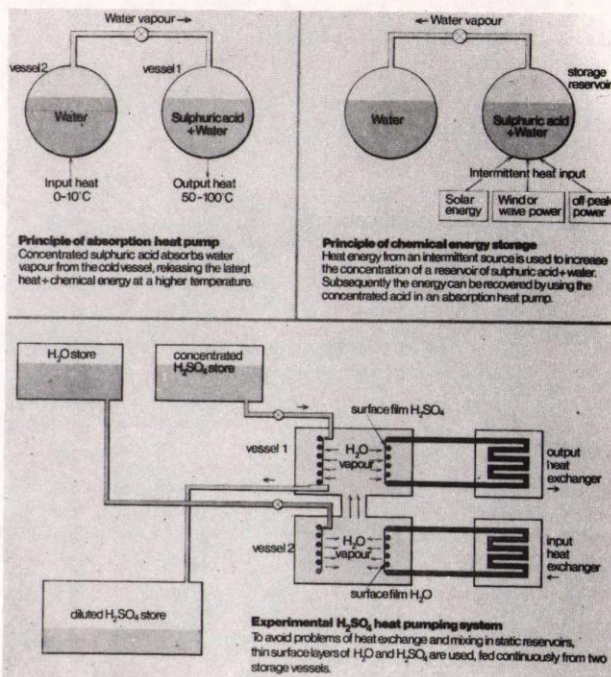 Water vapour →
vessel 2
vessel 1
Water
Sulphuric acid
+Water
Input heat
0-10°C
Output heat
50-100°C
Principle of absorption heat pump
Concentrated sulphuric acid absorbs water
vapour from the cold vessel, releasing the latent
heat + chemical energy at a higher temperature.
← Water vapour
storage
reservoir
Water
Sulphuric acid
+Water
Intermittent heat input
Solar
energy
Wind or
wave power
off-peak
power
Principle of chemical energy storage
Heat energy from an intermittent source is used to increase
the concentration of a reservoir of sulphuric acid + water.
Subsequently the energy can be recovered by using the
concentrated acid in an absorption heat pump.
H₂O store
concentrated
H₂SO₄ store
surface film H₂SO₄
vessel 1
H₂O
vapour
output
heat
exchanger
vessel 2
H₂O
vapour
input
heat
exchanger
surface film H₂O
diluted H₂SO₄ store
Experimental H₂SO₄ heat pumping system
To avoid problems of heat exchange and mixing in static reservoirs,
thin surface layers of H₂O and H₂SO₄ are used, fed continuously from two
storage vessels.